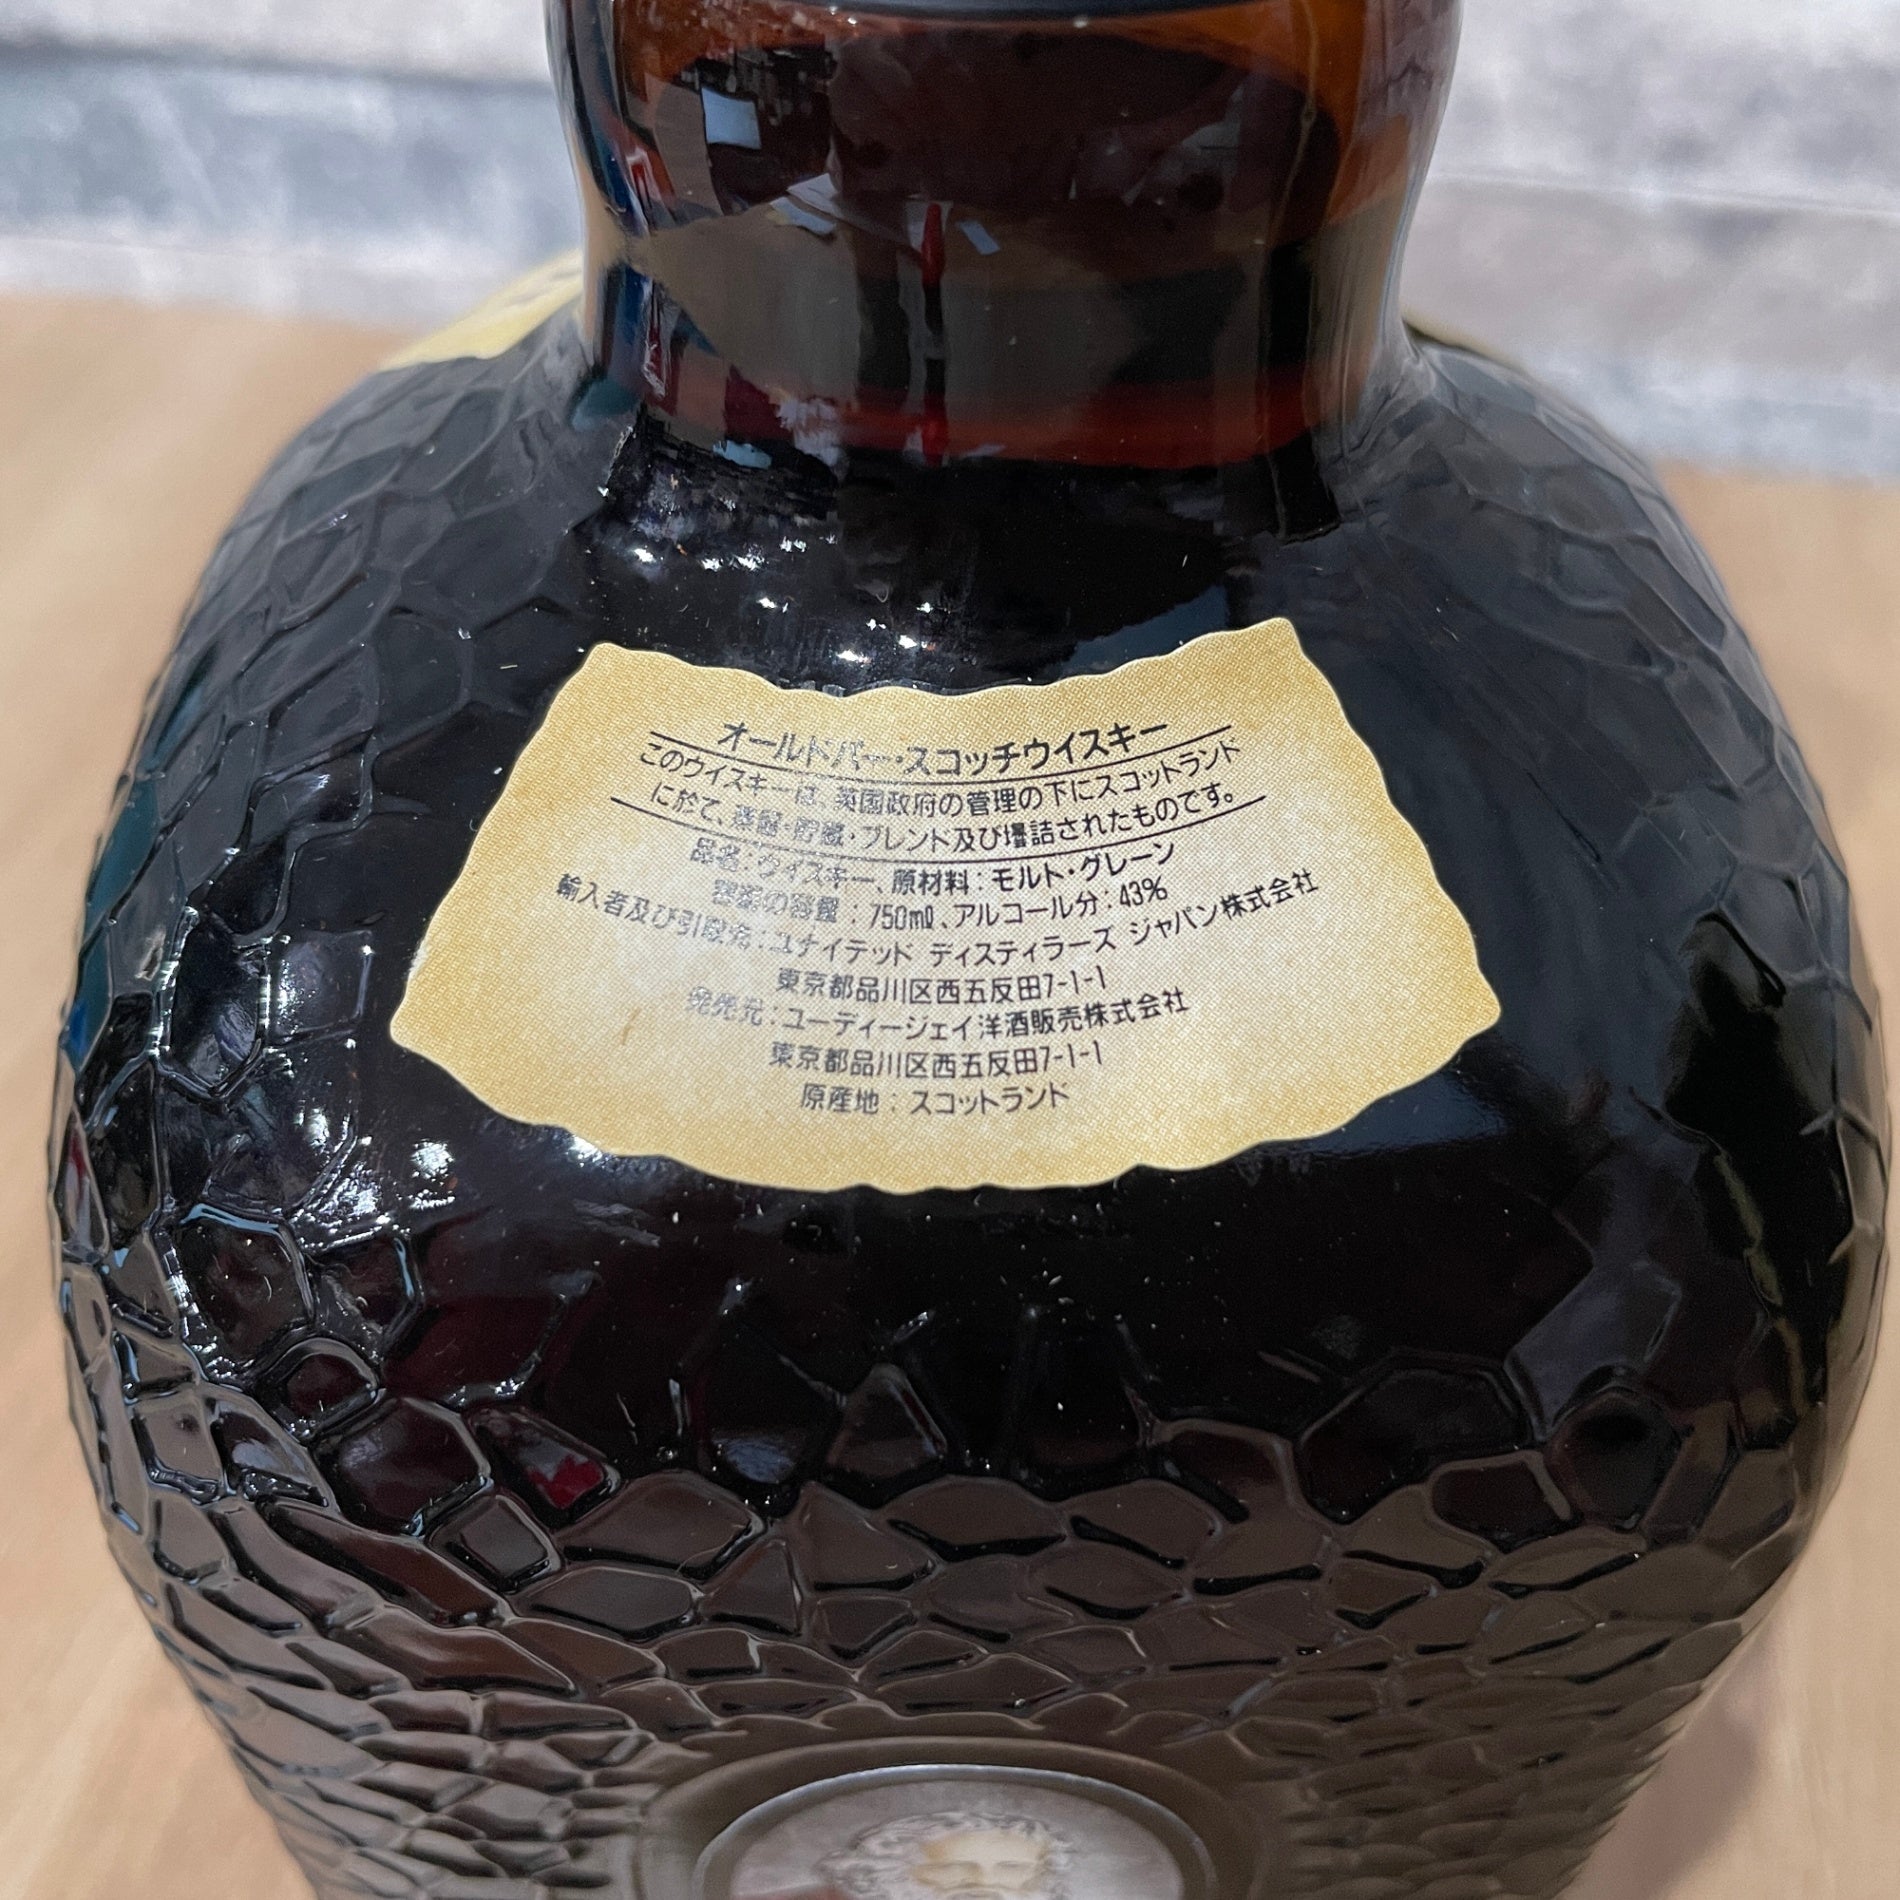 オールド・パー・スコッチウイスキー
このウイスキーは、英国政府の管理の下にスコットランド
に於て、蒸溜・貯蔵・ブレンド及び壜詰されたものです。
品名：ウイスキー、原材料：モルト・グレーン
容器の容量：750mℓ、アルコール分：43%
輸入者及び引取先：ユナイテッド ディスティラーズ ジャパン株式会社
東京都品川区西五反田7-1-1
発売元：ユーディージェイ洋酒販売株式会社
東京都品川区西五反田7-1-1
原産地：スコットランド